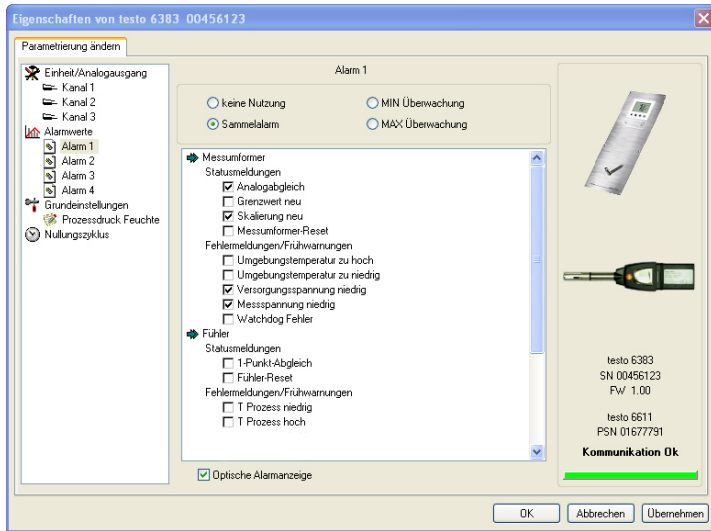 Eigenschaften von testo 6383 00456123
Parametrierung ändern
Einheit/Analogausgang
Kanal 1
Kanal 2
Kanal 3
Alarmwerte
Alarm 1
Alarm 2
Alarm 3
Alarm 4
Grundeinstellungen
Prozessdruck Feuchte
Nullungszyklus
Alarm 1
keine Nutzung
MIN Überwachung
Sammelalarm
MAX Überwachung
Messumformer
Statusmeldungen
Analogabgleich
Grenzwert neu
Skalierung neu
Messumformer-Reset
Fehlermeldungen/Frühwarnungen
Umgebungstemperatur zu hoch
Umgebungstemperatur zu niedrig
Versorgungsspannung niedrig
Messspannung niedrig
Watchdog Fehler
Fühler
Statusmeldungen
1-Punkt-Abgleich
Fühler-Reset
Fehlermeldungen/Frühwarnungen
T Prozess niedrig
T Prozess hoch
Optische Alarmanzeige
testo 6383
SN 00456123
FW 1.00
testo 6611
PSN 01677791
Kommunikation Ok
OK
Abbrechen
Übernehmen